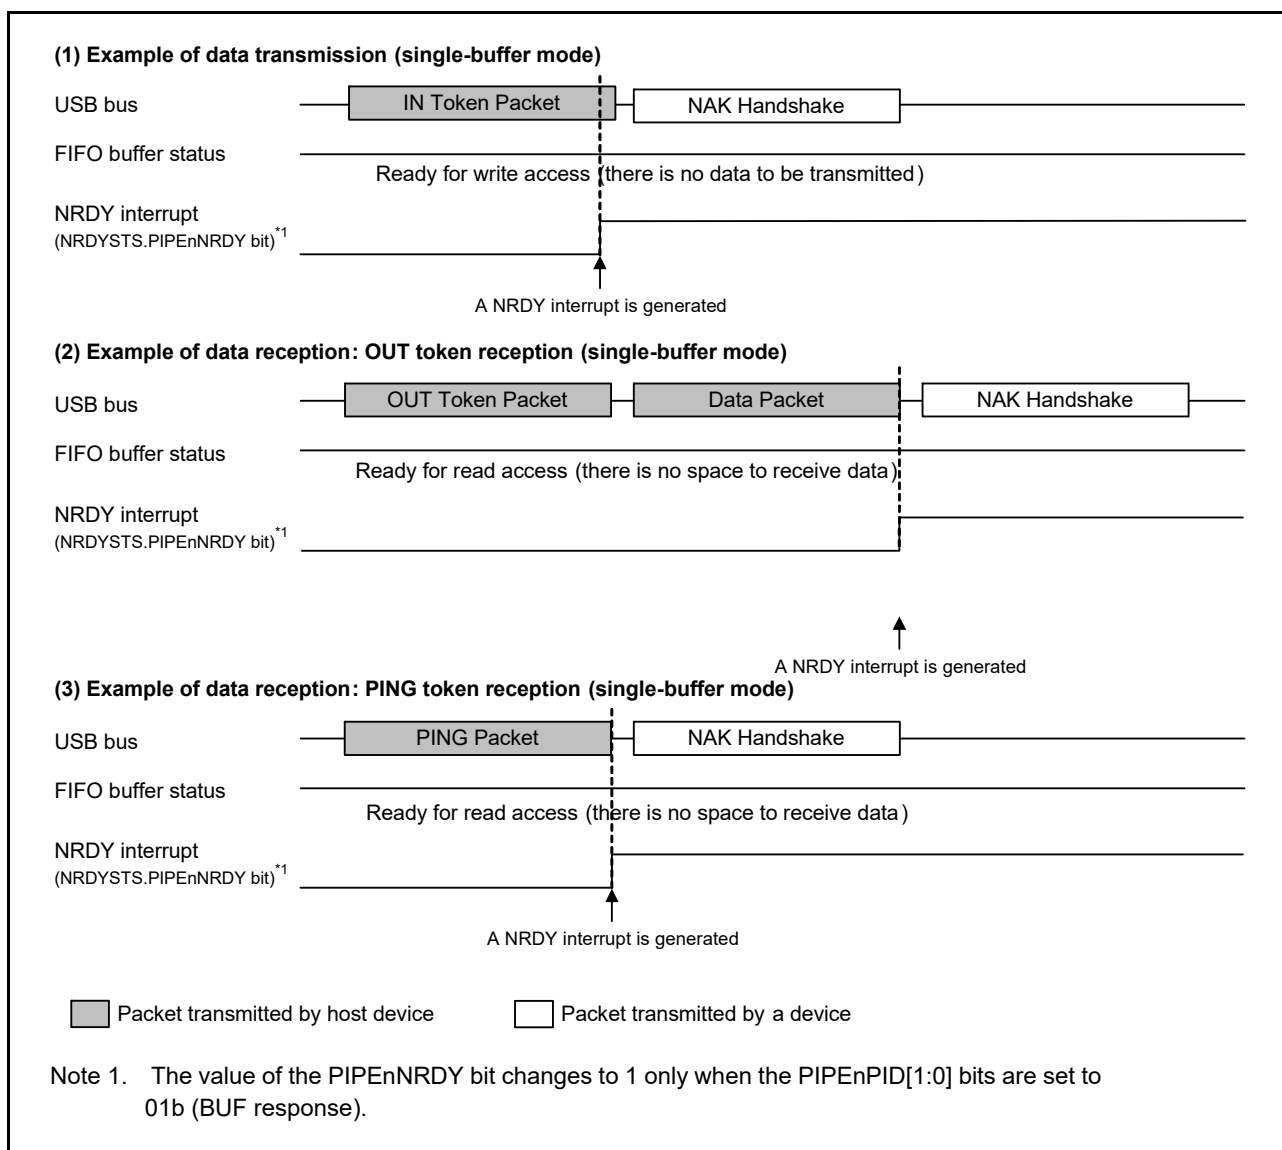 (1) Example of data transmission (single-buffer mode)
USB bus
IN Token Packet
NAK Handshake
FIFO buffer status
Ready for write access (there is no data to be transmitted)
NRDY interrupt
(NRDYSTS.PIPEnNRDY bit)*1
A NRDY interrupt is generated
(2) Example of data reception: OUT token reception (single-buffer mode)
USB bus
OUT Token Packet
Data Packet
NAK Handshake
FIFO buffer status
Ready for read access (there is no space to receive data)
NRDY interrupt
(NRDYSTS.PIPEnNRDY bit)*1
A NRDY interrupt is generated
(3) Example of data reception: PING token reception (single-buffer mode)
USB bus
PING Packet
NAK Handshake
FIFO buffer status
Ready for read access (there is no space to receive data)
NRDY interrupt
(NRDYSTS.PIPEnNRDY bit)*1
A NRDY interrupt is generated
Packet transmitted by host device
Packet transmitted by a device
Note 1. The value of the PIPEnNRDY bit changes to 1 only when the PIPEnPID[1:0] bits are set to
01b (BUF response).